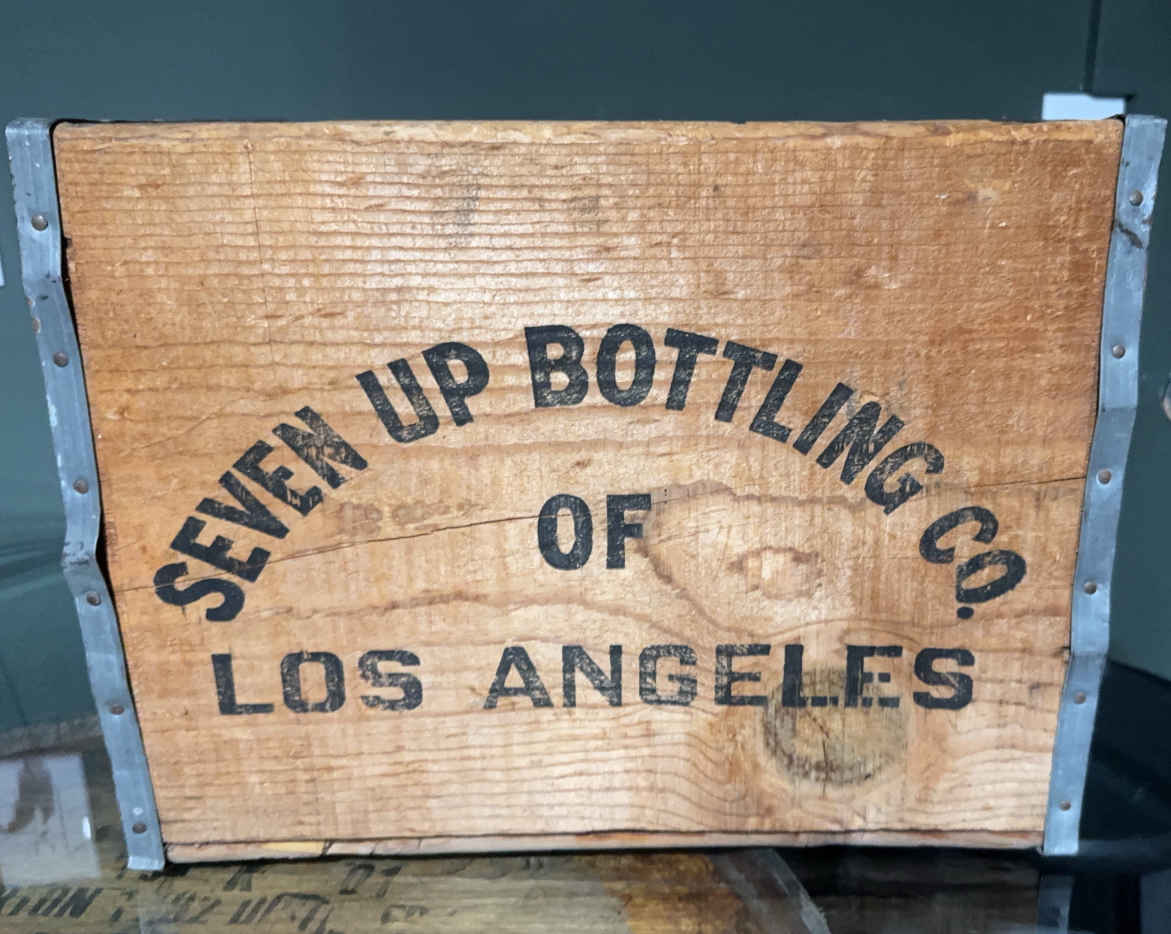 SEVEN UP BOTTLING CO.
OF
LOS ANGELES